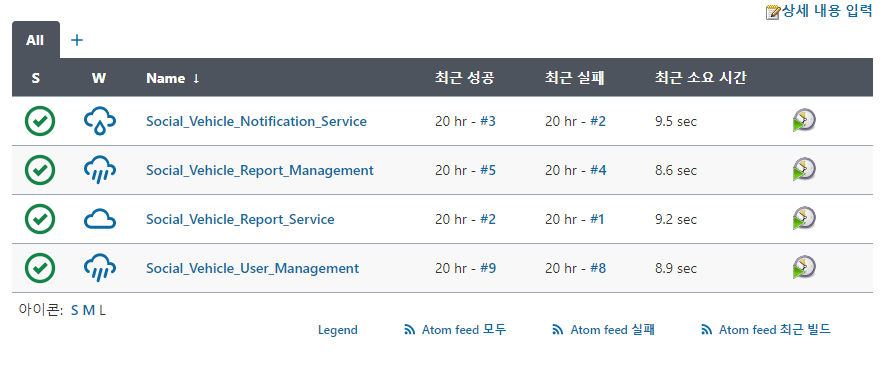 상세 내용 입력
All +
S W Name ↓ 최근 성공 최근 실패 최근 소요 시간
Social_Vehicle_Notification_Service 20 hr - #3 20 hr - #2 9.5 sec
Social_Vehicle_Report_Management 20 hr - #5 20 hr - #4 8.6 sec
Social_Vehicle_Report_Service 20 hr - #2 20 hr - #1 9.2 sec
Social_Vehicle_User_Management 20 hr - #9 20 hr - #8 8.9 sec
아이콘: S M L
Legend Atom feed 모두 Atom feed 실패 Atom feed 최근 빌드